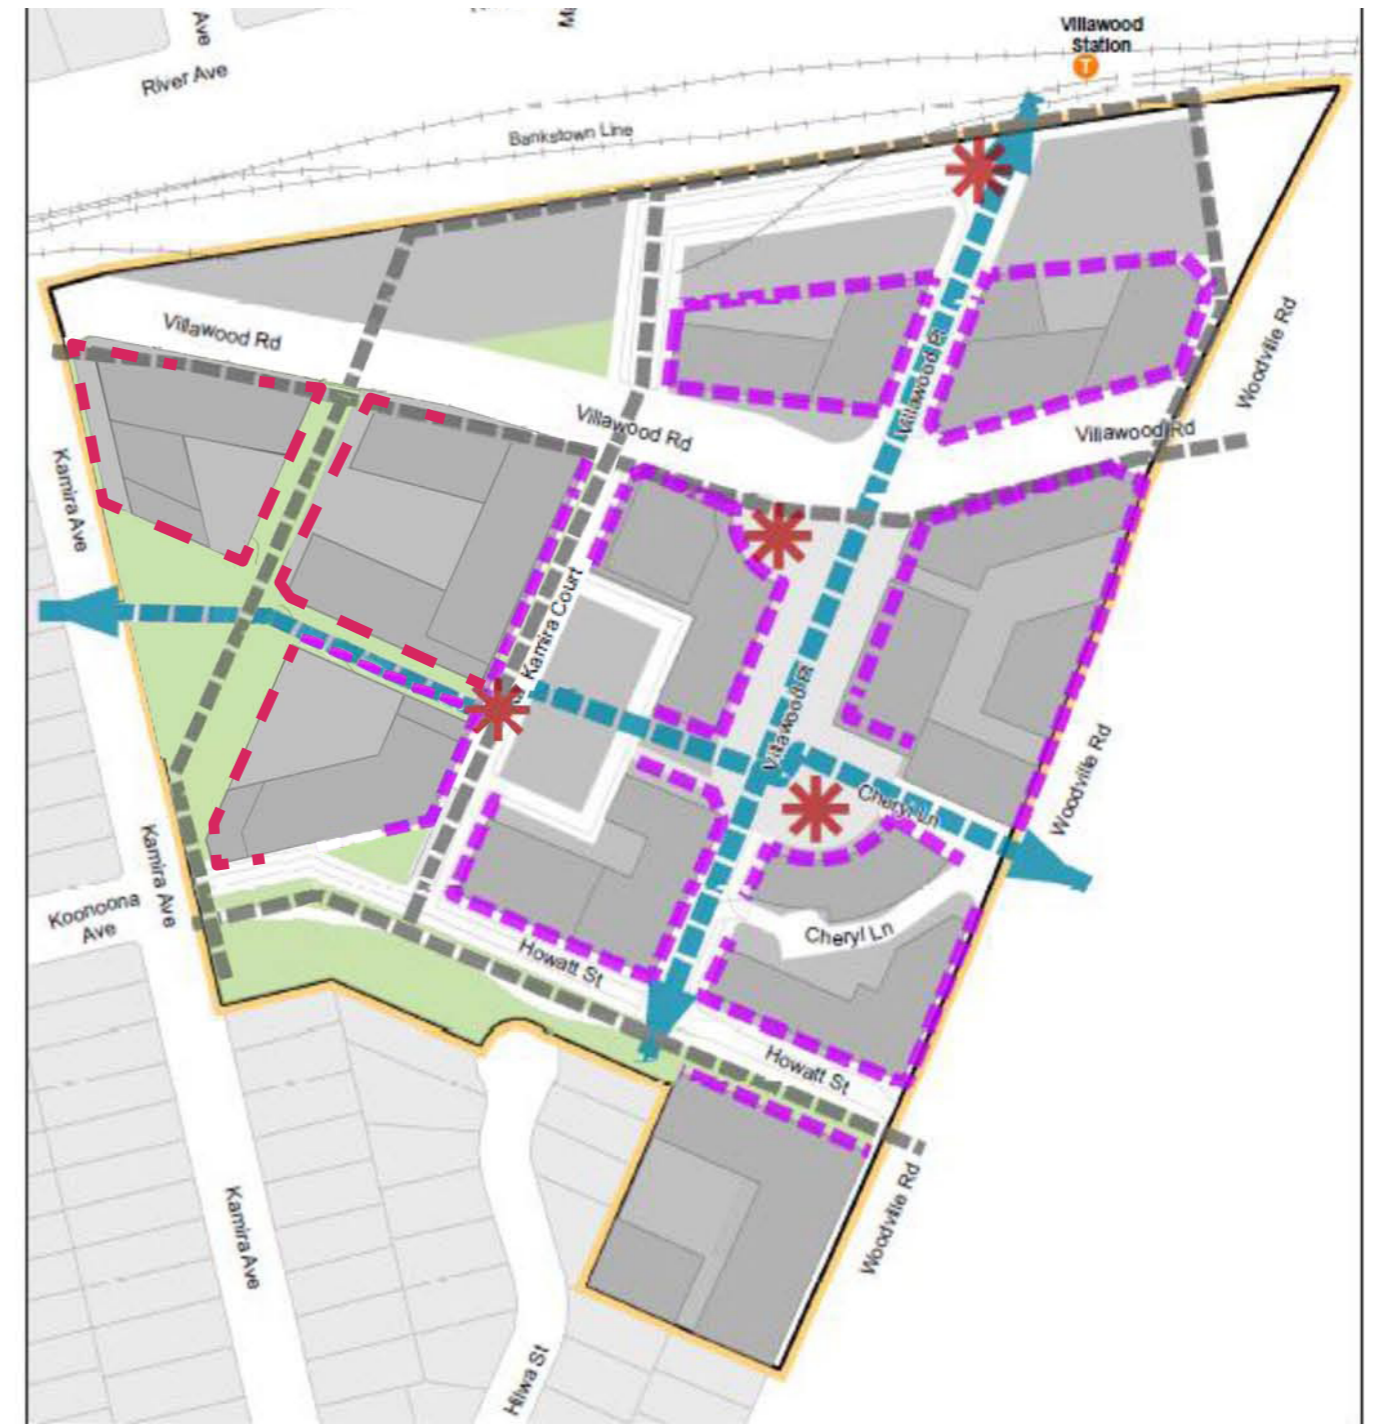 Ave
Villawood
Station
T
River Ave
Bankstown Line
Villawood Rd
Woodville Rd
Villawood Pl
Villawood Rd
Villawood Rd
Kamira Ave
Kamira Court
Villawood Pl
Woodville Rd
Cheryl Ln
Kamira Ave
Koonoona
Ave
Cheryl Ln
Howatt St
Howatt St
Woodville Rd
Kamira Ave
Hilwa St